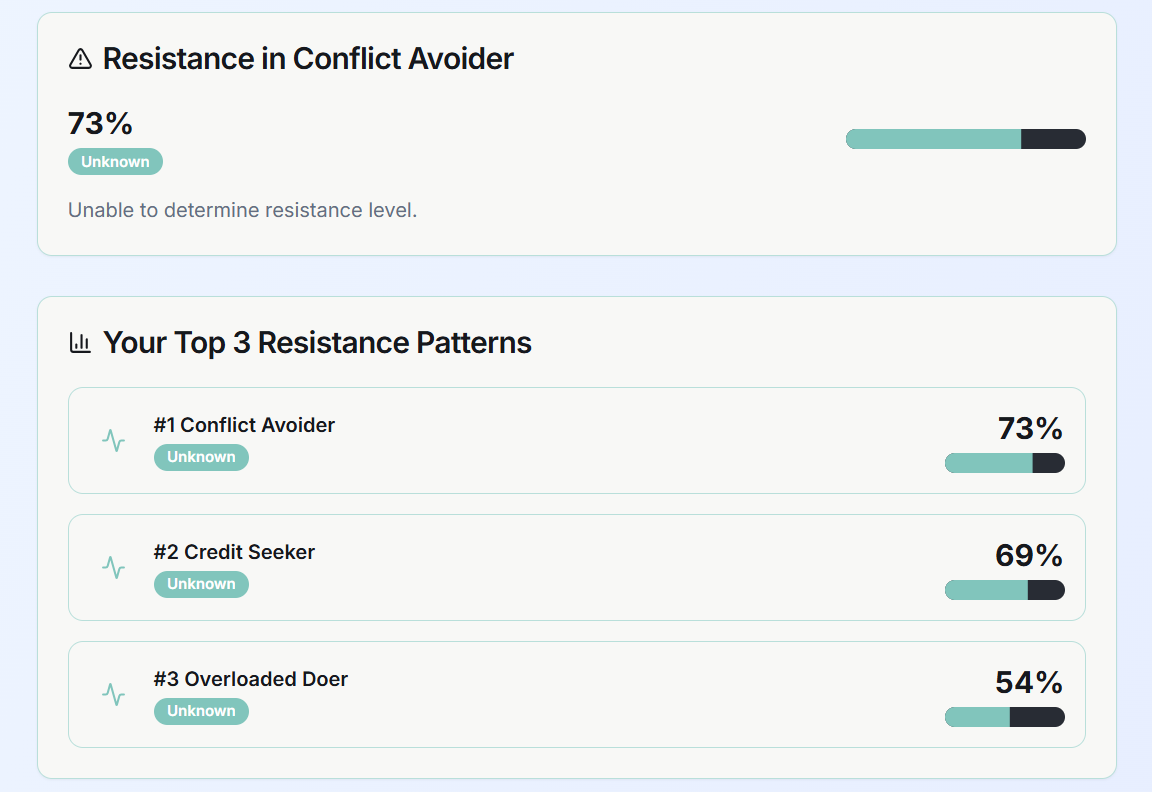 Resistance in Conflict Avoider
73%
Unknown
Unable to determine resistance level.
Your Top 3 Resistance Patterns
#1 Conflict Avoider
Unknown
73%
#2 Credit Seeker
Unknown
69%
#3 Overloaded Doer
Unknown
54%